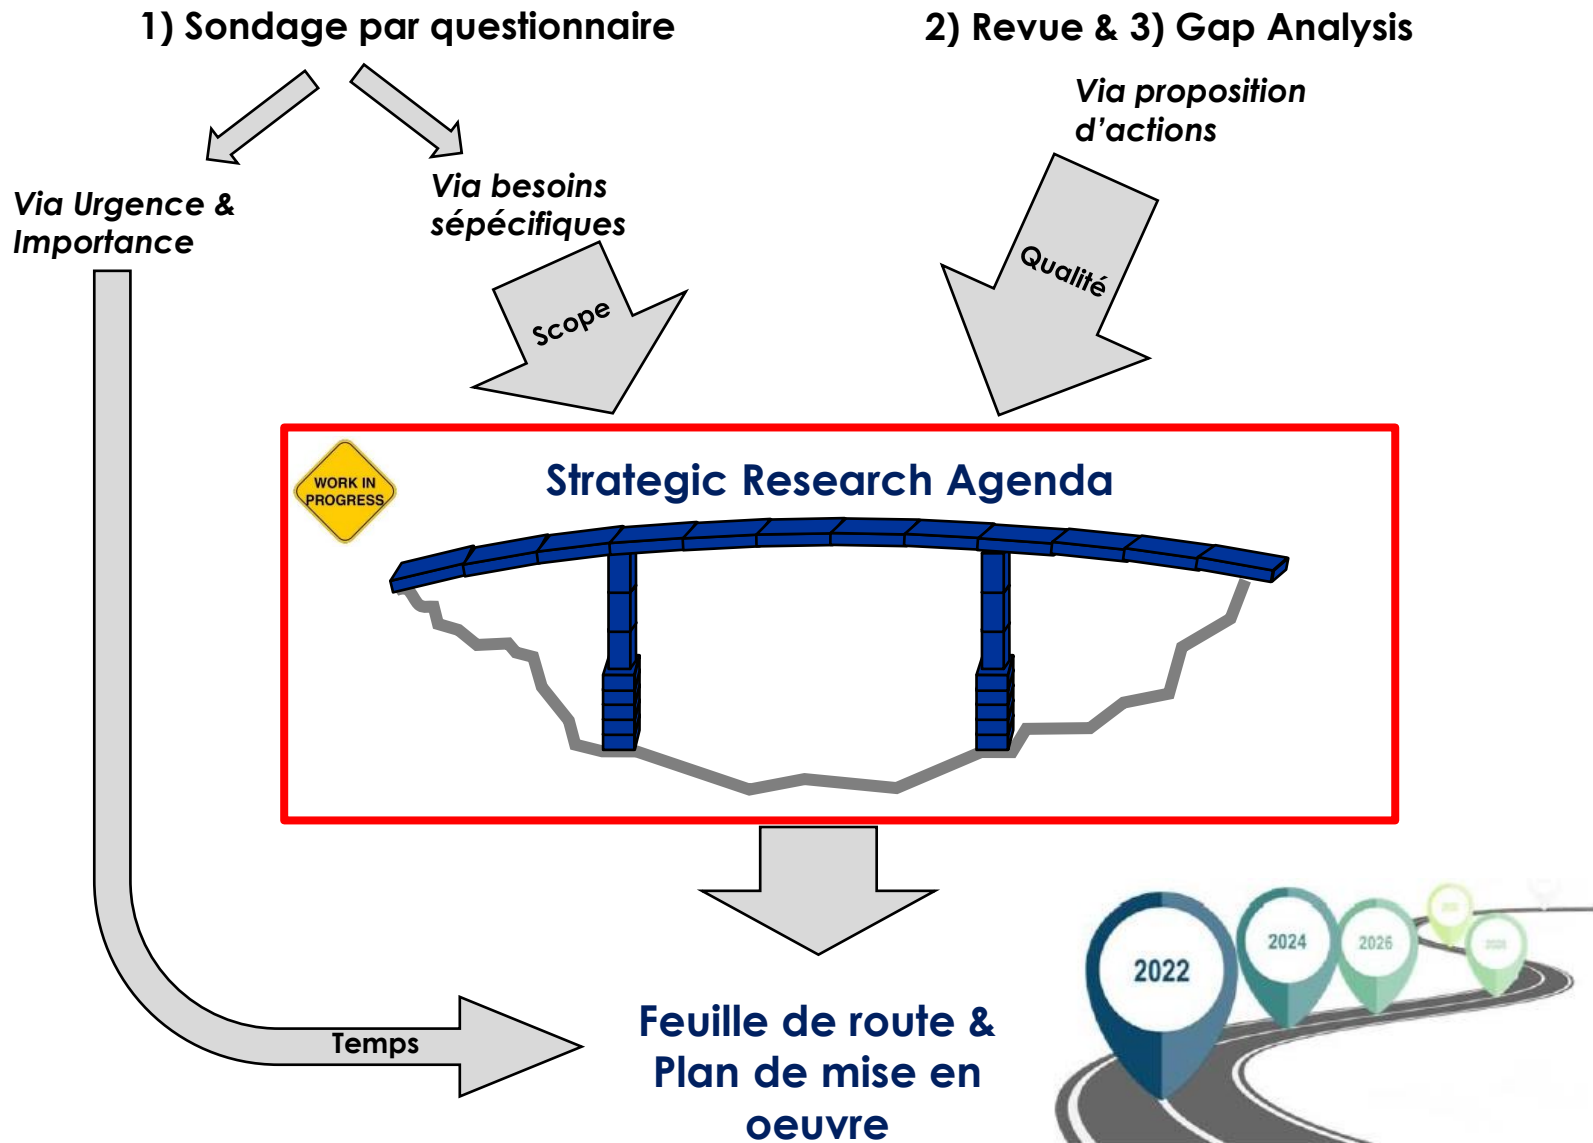 1) Sondage par questionnaire
2) Revue & 3) Gap Analysis
Via proposition
d'actions
Via Urgence &
Importance
Via besoins
sépécifiques
Scope
Qualité
WORK IN
PROGRESS
Strategic Research Agenda
Temps
Feuille de route &
Plan de mise en
oeuvre
2022
2024
2026